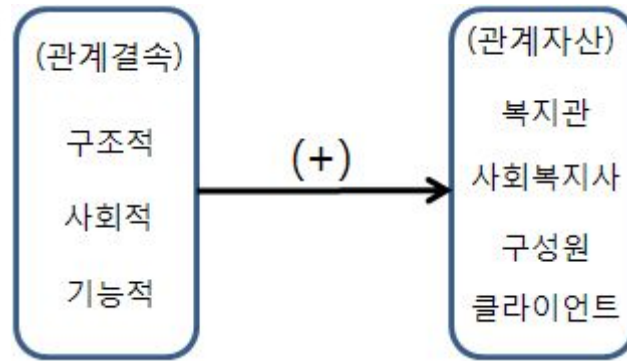 (관계결속)
구조적
사회적
기능적
(+)
(관계자산)
복지관
사회복지사
구성원
클라이언트